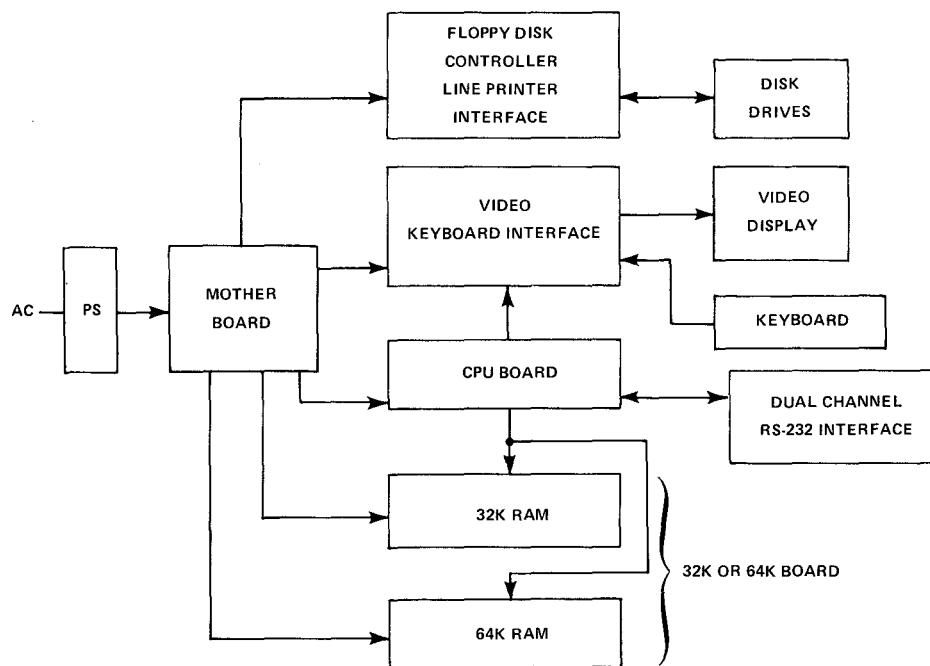 FLOPPY DISK
CONTROLLER
LINE PRINTER
INTERFACE
DISK
DRIVES
VIDEO
KEYBOARD INTERFACE
VIDEO
DISPLAY
AC
PS
MOTHER
BOARD
KEYBOARD
CPU BOARD
DUAL CHANNEL
RS-232 INTERFACE
32K RAM
32K OR 64K BOARD
64K RAM